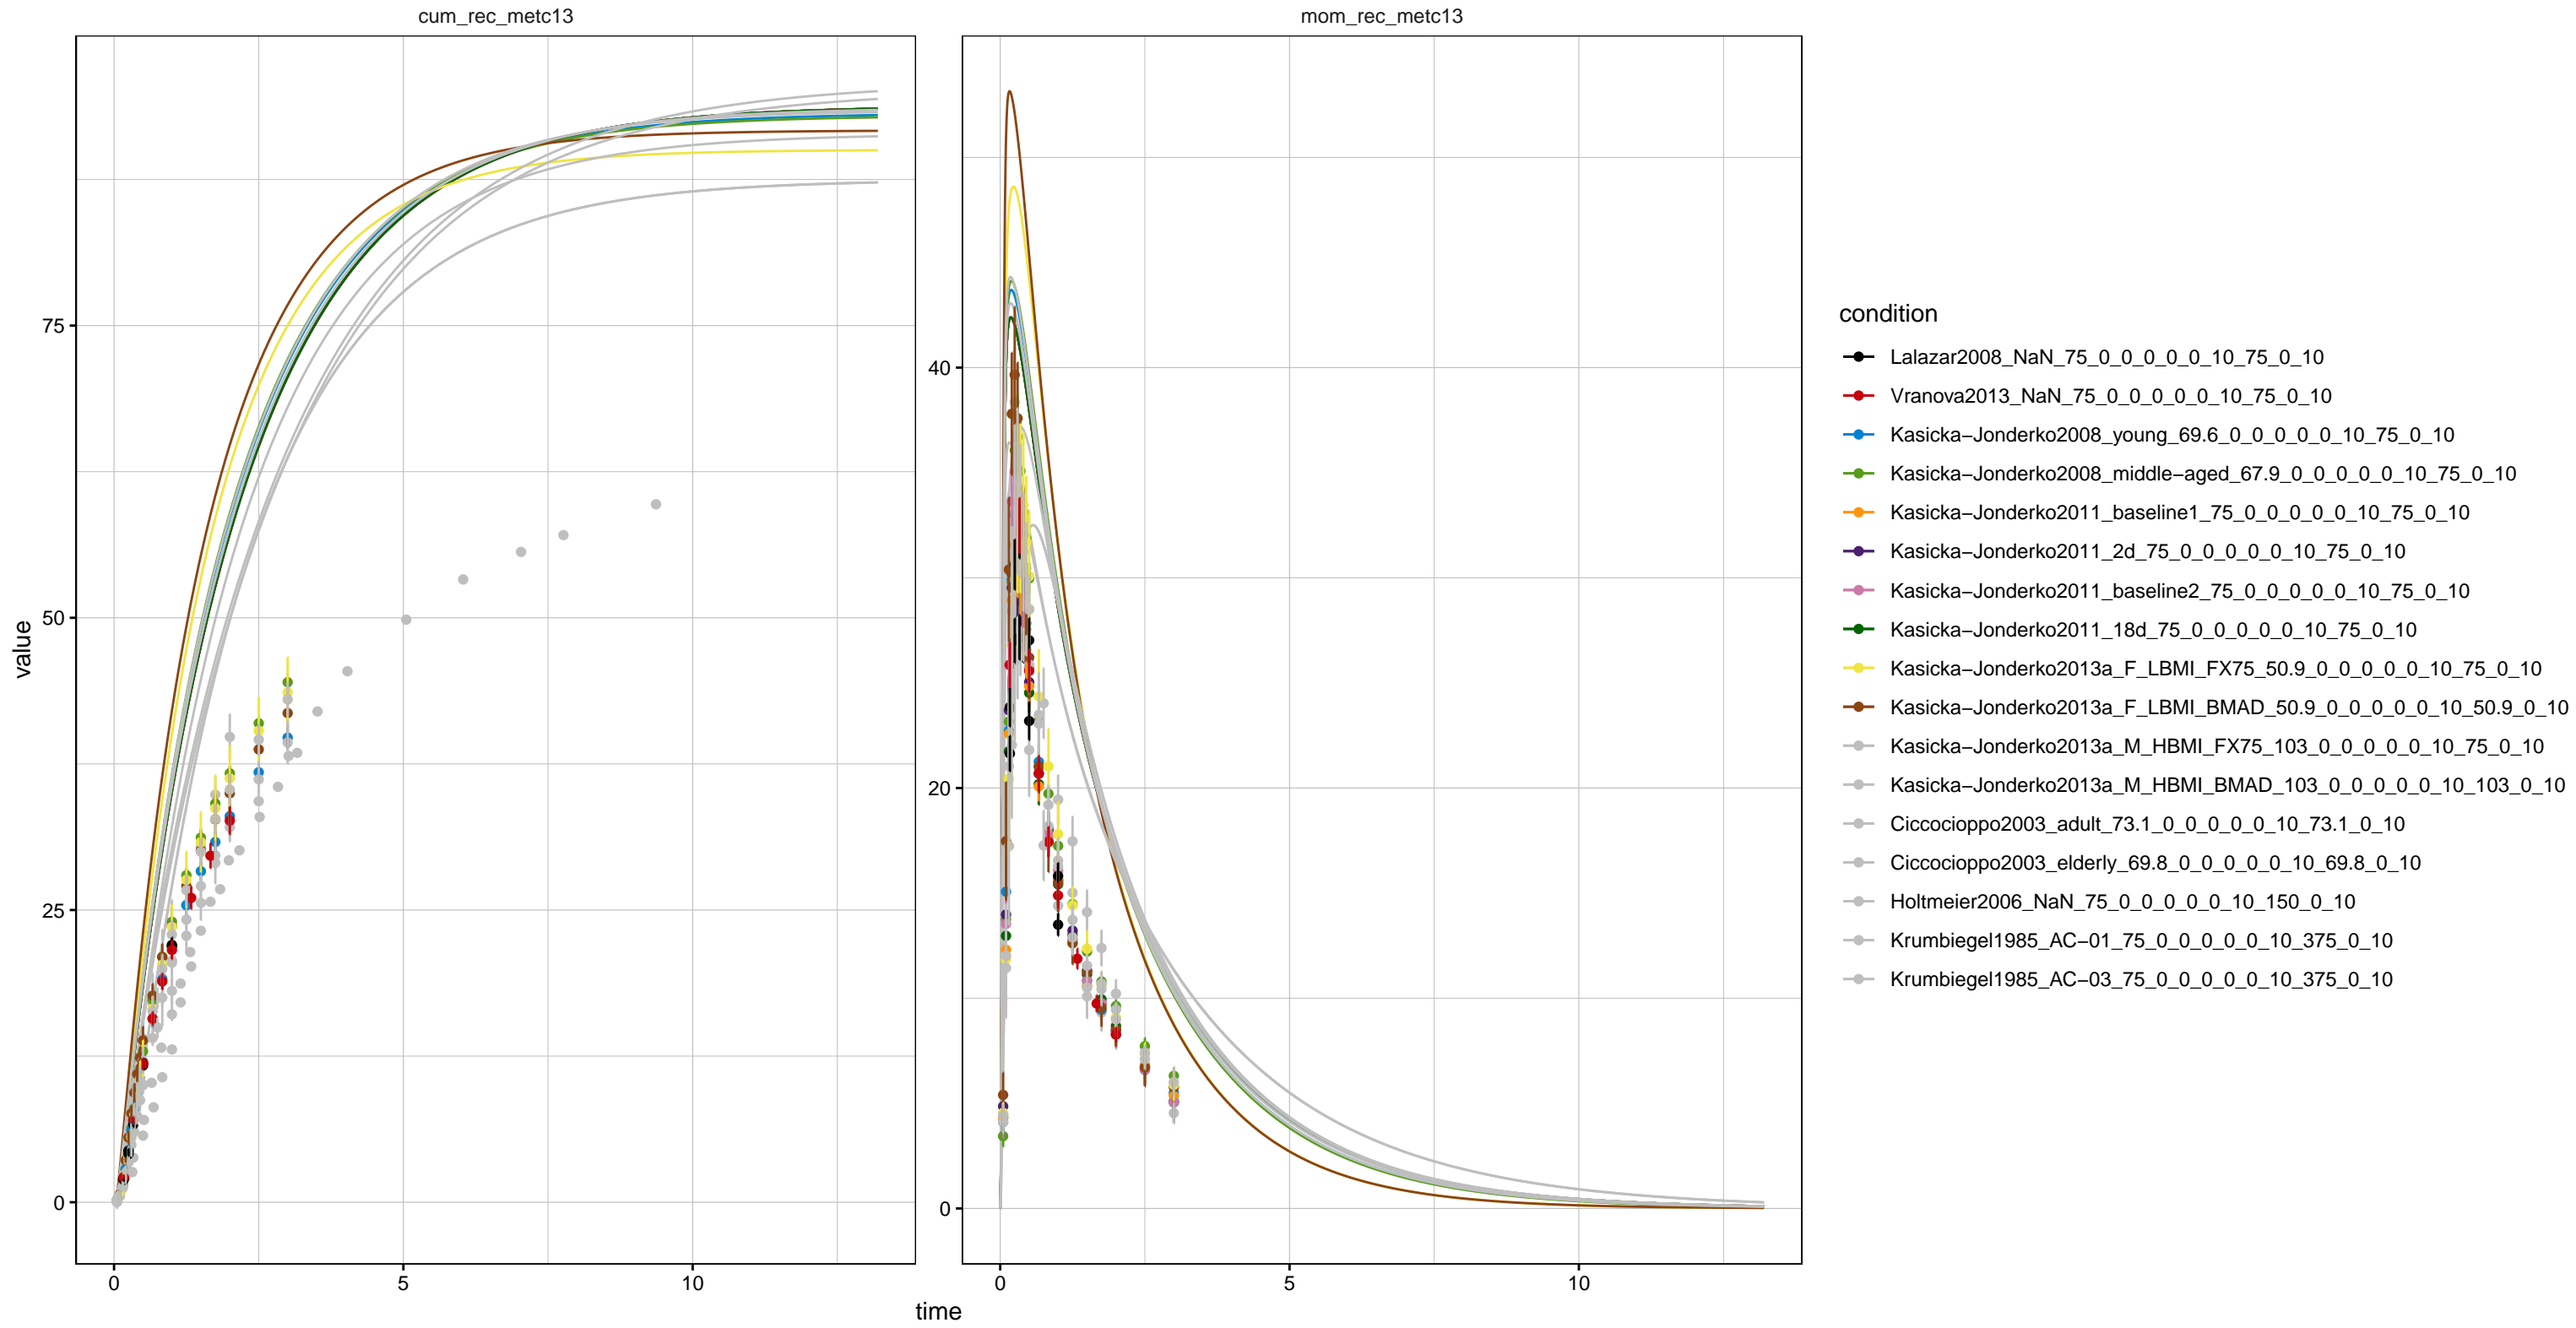 cum_rec_metc13
mom_rec_metc13
value
75
50
25
0
40
20
0
0
5
10
0
5
10
time
condition
Lalazar2008_NaN_75_0_0_0_0_0_10_75_0_10
Vranova2013_NaN_75_0_0_0_0_0_10_75_0_10
Kasicka−Jonderko2008_young_69.6_0_0_0_0_0_10_75_0_10
Kasicka−Jonderko2008_middle−aged_67.9_0_0_0_0_0_10_75_0_10
Kasicka−Jonderko2011_baseline1_75_0_0_0_0_0_10_75_0_10
Kasicka−Jonderko2011_2d_75_0_0_0_0_0_10_75_0_10
Kasicka−Jonderko2011_baseline2_75_0_0_0_0_0_10_75_0_10
Kasicka−Jonderko2011_18d_75_0_0_0_0_0_10_75_0_10
Kasicka−Jonderko2013a_F_LBMI_FX75_50.9_0_0_0_0_0_10_75_0_10
Kasicka−Jonderko2013a_F_LBMI_BMAD_50.9_0_0_0_0_0_10_50.9_0_10
Kasicka−Jonderko2013a_M_HBMI_FX75_103_0_0_0_0_0_10_75_0_10
Kasicka−Jonderko2013a_M_HBMI_BMAD_103_0_0_0_0_0_10_103_0_10
Ciccocioppo2003_adult_73.1_0_0_0_0_0_10_73.1_0_10
Ciccocioppo2003_elderly_69.8_0_0_0_0_0_10_69.8_0_10
Holtmeier2006_NaN_75_0_0_0_0_0_10_150_0_10
Krumbiegel1985_AC−01_75_0_0_0_0_0_10_375_0_10
Krumbiegel1985_AC−03_75_0_0_0_0_0_10_375_0_10